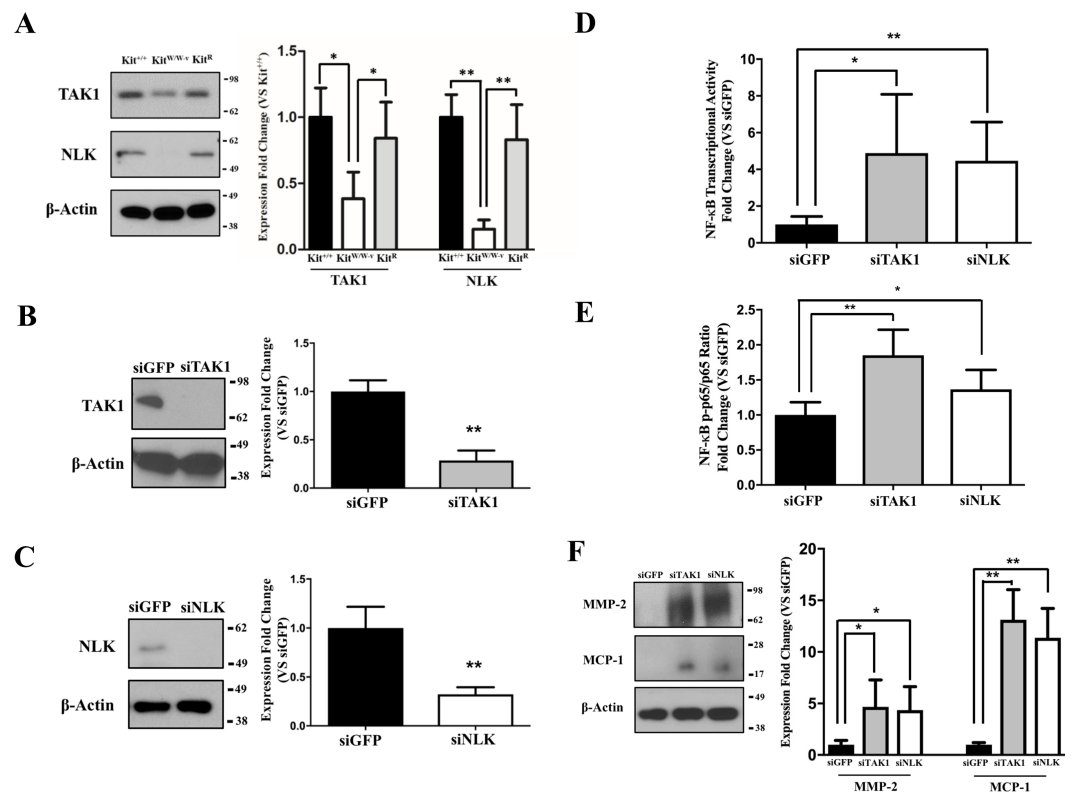 A
Kit+/+ KitW/W-v KitR
TAK1
98
62
NLK
62
49
β-Actin
49
38
Expression Fold Change (VS Kit+/+)
1.5
1.0
0.5
0.0
* *
** **
Kit+/+ KitW/W-v KitR Kit+/+ KitW/W-v KitR
TAK1 NLK
B
siGFP siTAK1
TAK1
98
62
β-Actin
49
38
Expression Fold Change
(VS siGFP)
1.5
1.0
0.5
0.0
**
siGFP siTAK1
C
siGFP siNLK
NLK
62
49
β-Actin
49
38
Expression Fold Change
(VS siGFP)
1.5
1.0
0.5
0.0
**
siGFP siNLK
D
NF-κB Transcriptional Activity
Fold Change (VS siGFP)
10
8
6
4
2
0
**
*
siGFP siTAK1 siNLK
E
NF-κB p-p65/p65 Ratio
Fold Change (VS siGFP)
2.5
2.0
1.5
1.0
0.5
0.0
*
**
siGFP siTAK1 siNLK
F
siGFP siTAK1 siNLK
MMP-2
98
62
MCP-1
28
17
β-Actin
49
38
Expression Fold Change (VS siGFP)
20
15
10
5
0
*
*
**
**
siGFP siTAK1 siNLK siGFP siTAK1 siNLK
MMP-2 MCP-1